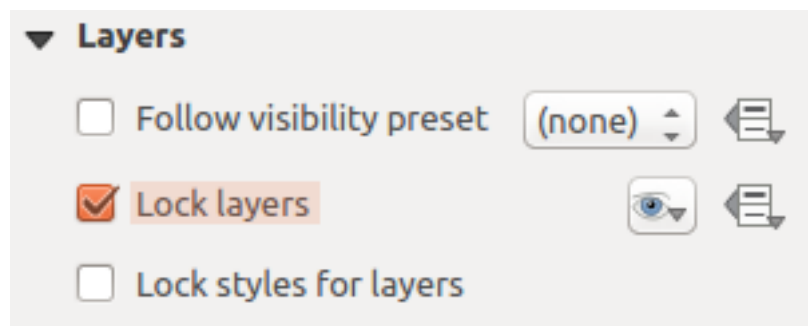 Layers
Follow visibility preset (none)
Lock layers
Lock styles for layers